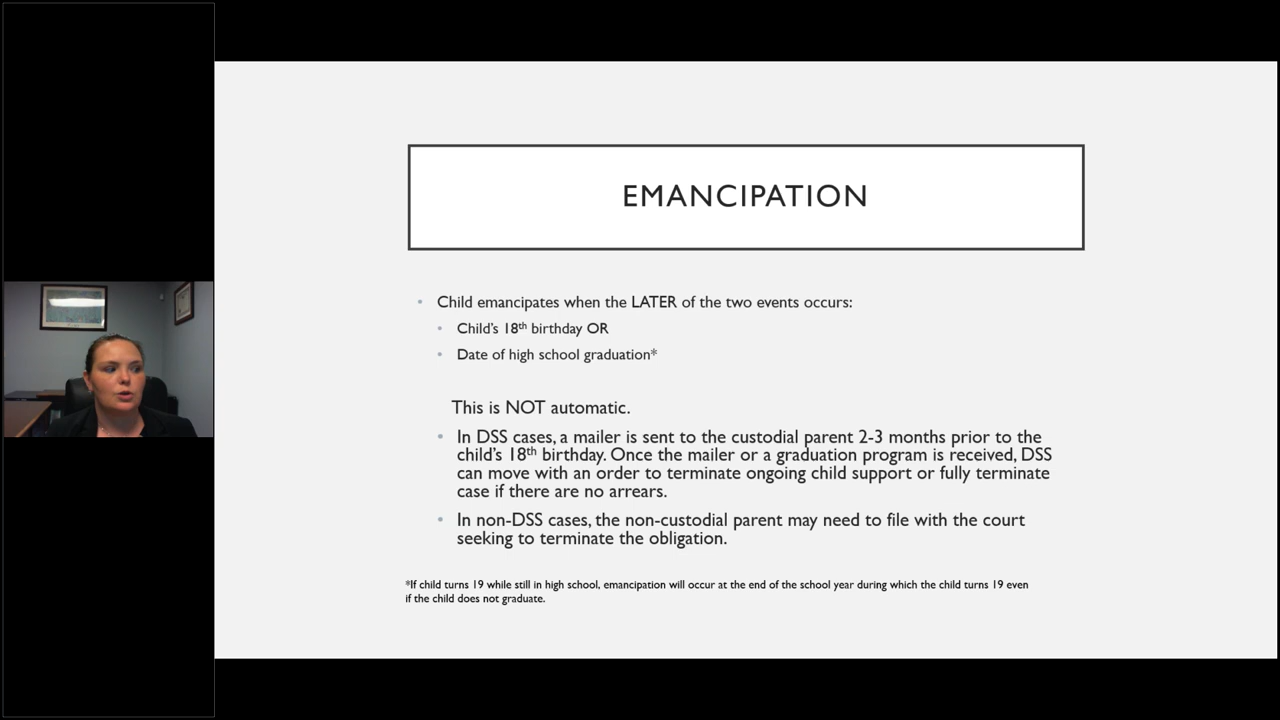 EMANCIPATION
Child emancipates when the LATER of the two events occurs:
Child's 18th birthday OR
Date of high school graduation*
This is NOT automatic.
In DSS cases, a mailer is sent to the custodial parent 2-3 months prior to the
child's 18th birthday. Once the mailer or a graduation program is received, DSS
can move with an order to terminate ongoing child support or fully terminate
case if there are no arrears.
In non-DSS cases, the non-custodial parent may need to file with the court
seeking to terminate the obligation.
*If child turns 19 while still in high school, emancipation will occur at the end of the school year during which the child turns 19 even
if the child does not graduate.